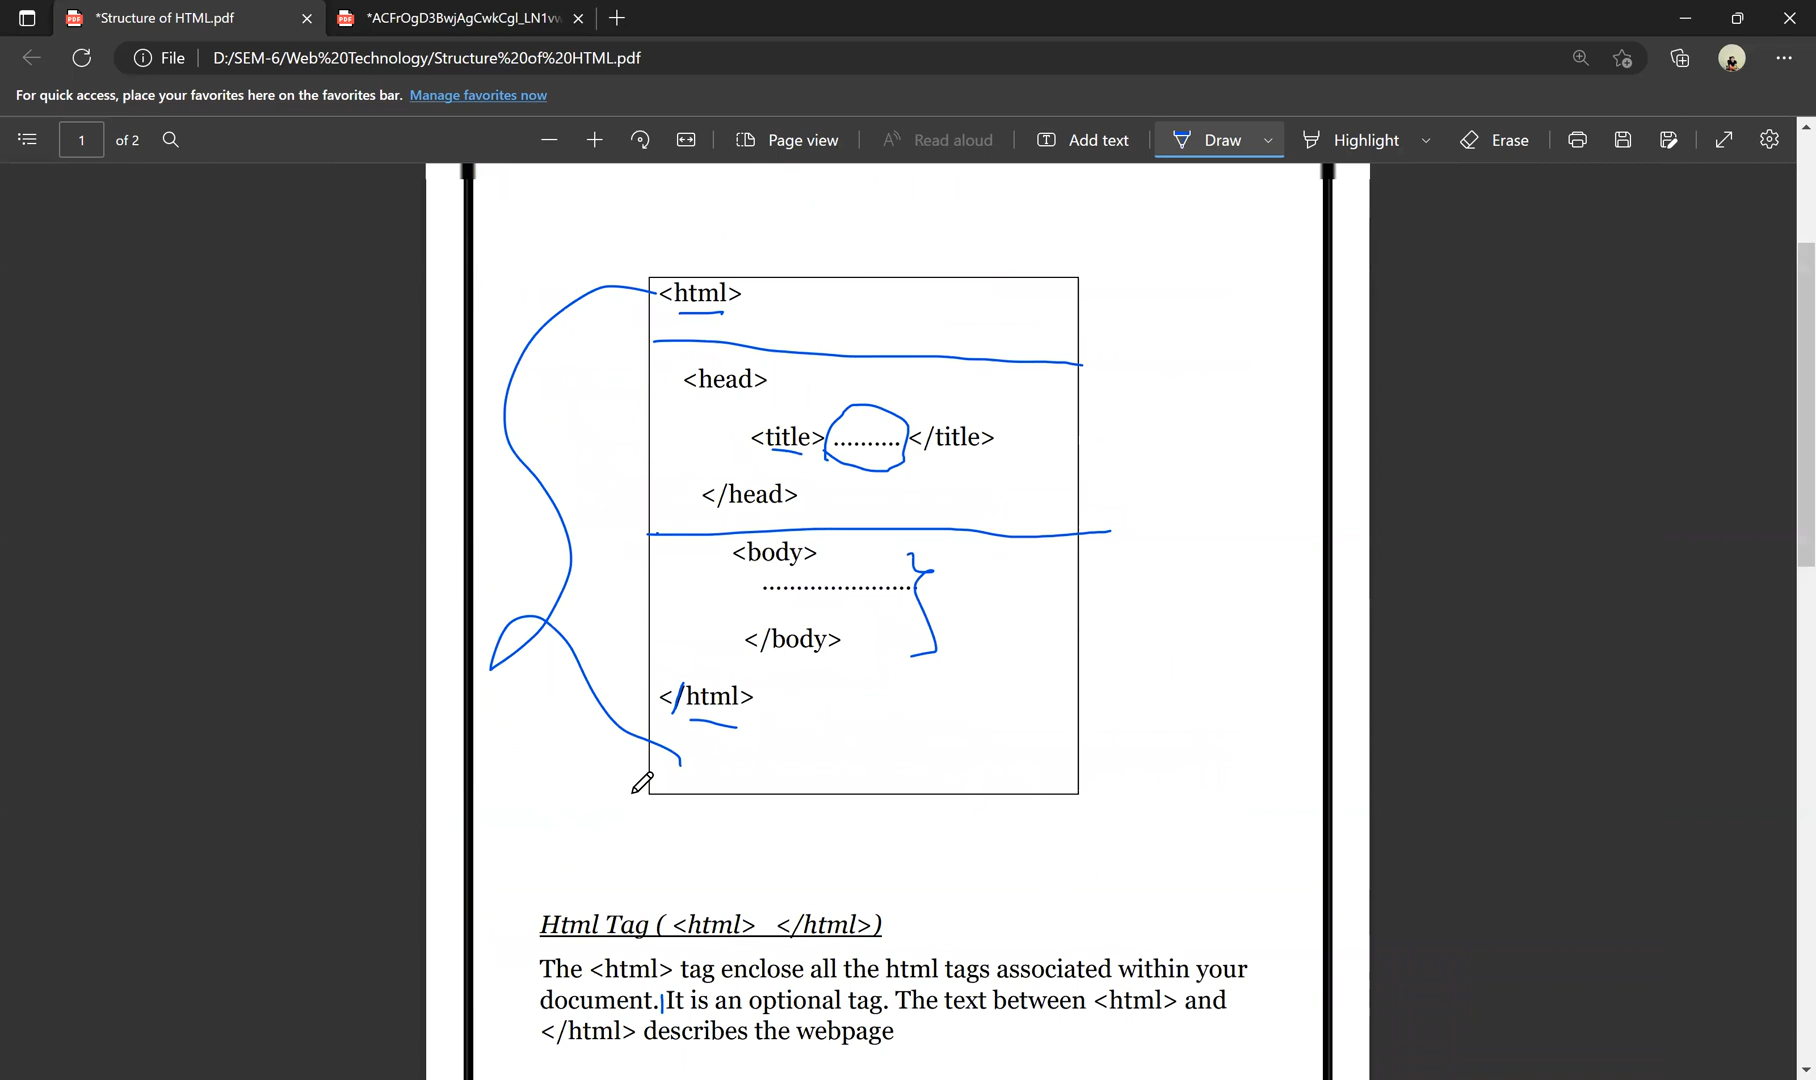 *Structure of HTML.pdf
*ACFrOgD3BwjAgCwkCgl_LN1vw
File D:/SEM-6/Web%20Technology/Structure%20of%20HTML.pdf
For quick access, place your favorites here on the favorites bar. Manage favorites now
1 of 2 Page view Read aloud Add text Draw Highlight Erase
<html>
<head>
<title>..........</title>
</head>
<body>
......................
</body>
</html>
Html Tag ( <html>   </html>)
The <html> tag enclose all the html tags associated within your
document. It is an optional tag. The text between <html> and
</html> describes the webpage